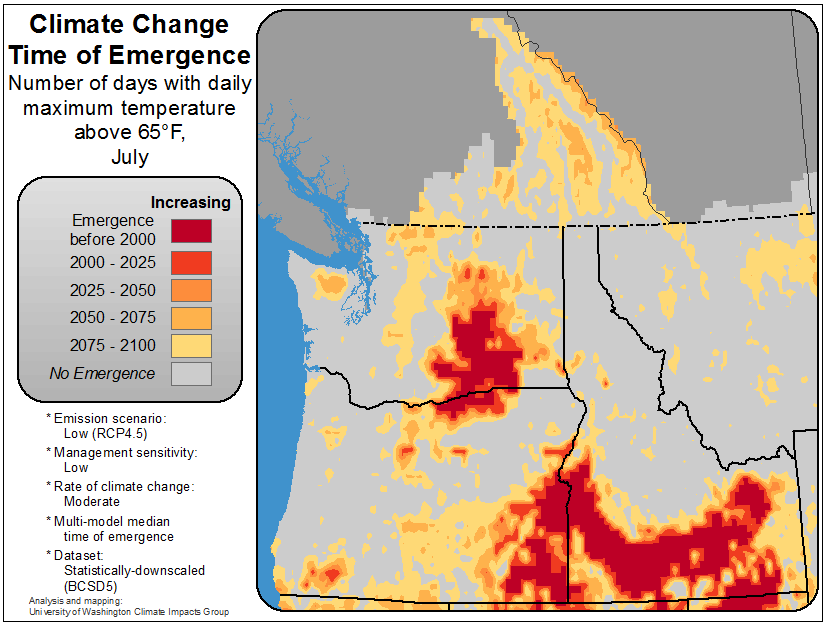 Climate Change
Time of Emergence
Number of days with daily
maximum temperature
above 65°F,
July
Increasing
Emergence
before 2000
2000 - 2025
2025 - 2050
2050 - 2075
2075 - 2100
No Emergence
* Emission scenario:
Low (RCP4.5)
* Management sensitivity:
Low
* Rate of climate change:
Moderate
* Multi-model median
time of emergence
* Dataset:
Statistically-downscaled
(BCSD5)
Analysis and mapping:
University of Washington Climate Impacts Group